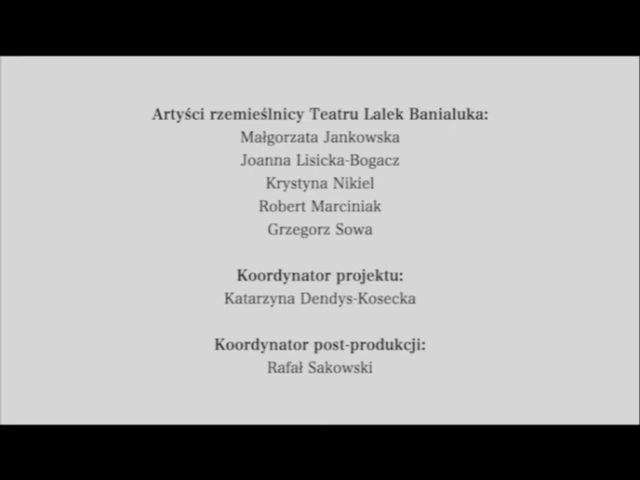 Artyści rzemieślnicy Teatru Lalek Banialuka:
Małgorzata Jankowska
Joanna Lisicka-Bogacz
Krystyna Nikiel
Robert Marciniak
Grzegorz Sowa
Koordynator projektu:
Katarzyna Dendys-Kosecka
Koordynator post-produkcji:
Rafał Sakowski